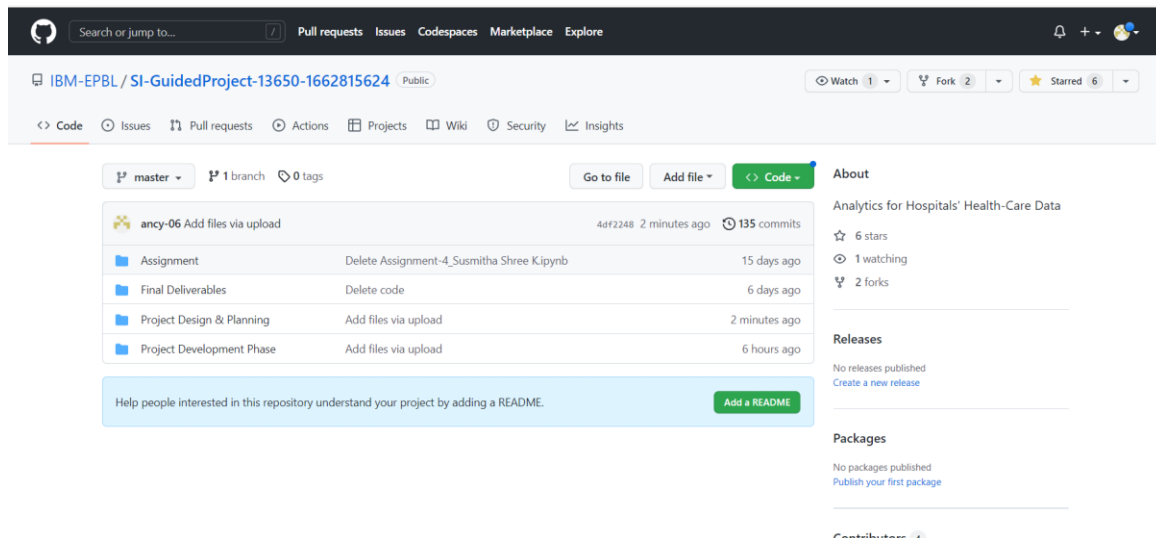 Search or jump to... / Pull requests Issues Codespaces Marketplace Explore
IBM-EPBL / SI-GuidedProject-13650-1662815624 Public
Watch 1 Fork 2 Starred 6
Code Issues Pull requests Actions Projects Wiki Security Insights
master 1 branch 0 tags Go to file Add file Code
ancy-06 Add files via upload 4df2248 2 minutes ago 135 commits
Assignment Delete Assignment-4_Susmitha Shree K.ipynb 15 days ago
Final Deliverables Delete code 6 days ago
Project Design & Planning Add files via upload 2 minutes ago
Project Development Phase Add files via upload 6 hours ago
Help people interested in this repository understand your project by adding a README. Add a README
About
Analytics for Hospitals' Health-Care Data
6 stars
1 watching
2 forks
Releases
No releases published
Create a new release
Packages
No packages published
Publish your first package
Contributors